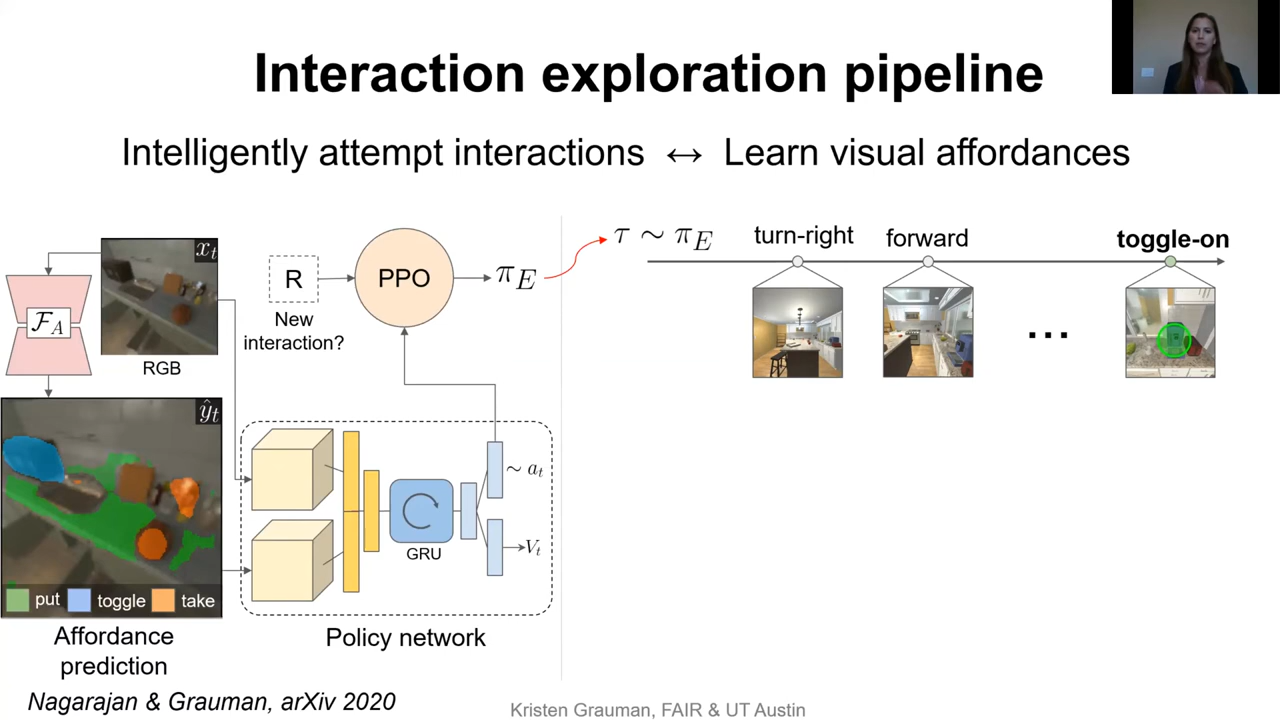 Interaction exploration pipeline
Intelligently attempt interactions ↔ Learn visual affordances
x_t
F_A
RGB
R
New
interaction?
PPO
π_E
ŷ_t
put
toggle
take
Affordance
prediction
GRU
∼ a_t
V_t
Policy network
τ ∼ π_E
turn-right
forward
toggle-on
...
Nagarajan & Grauman, arXiv 2020
Kristen Grauman, FAIR & UT Austin